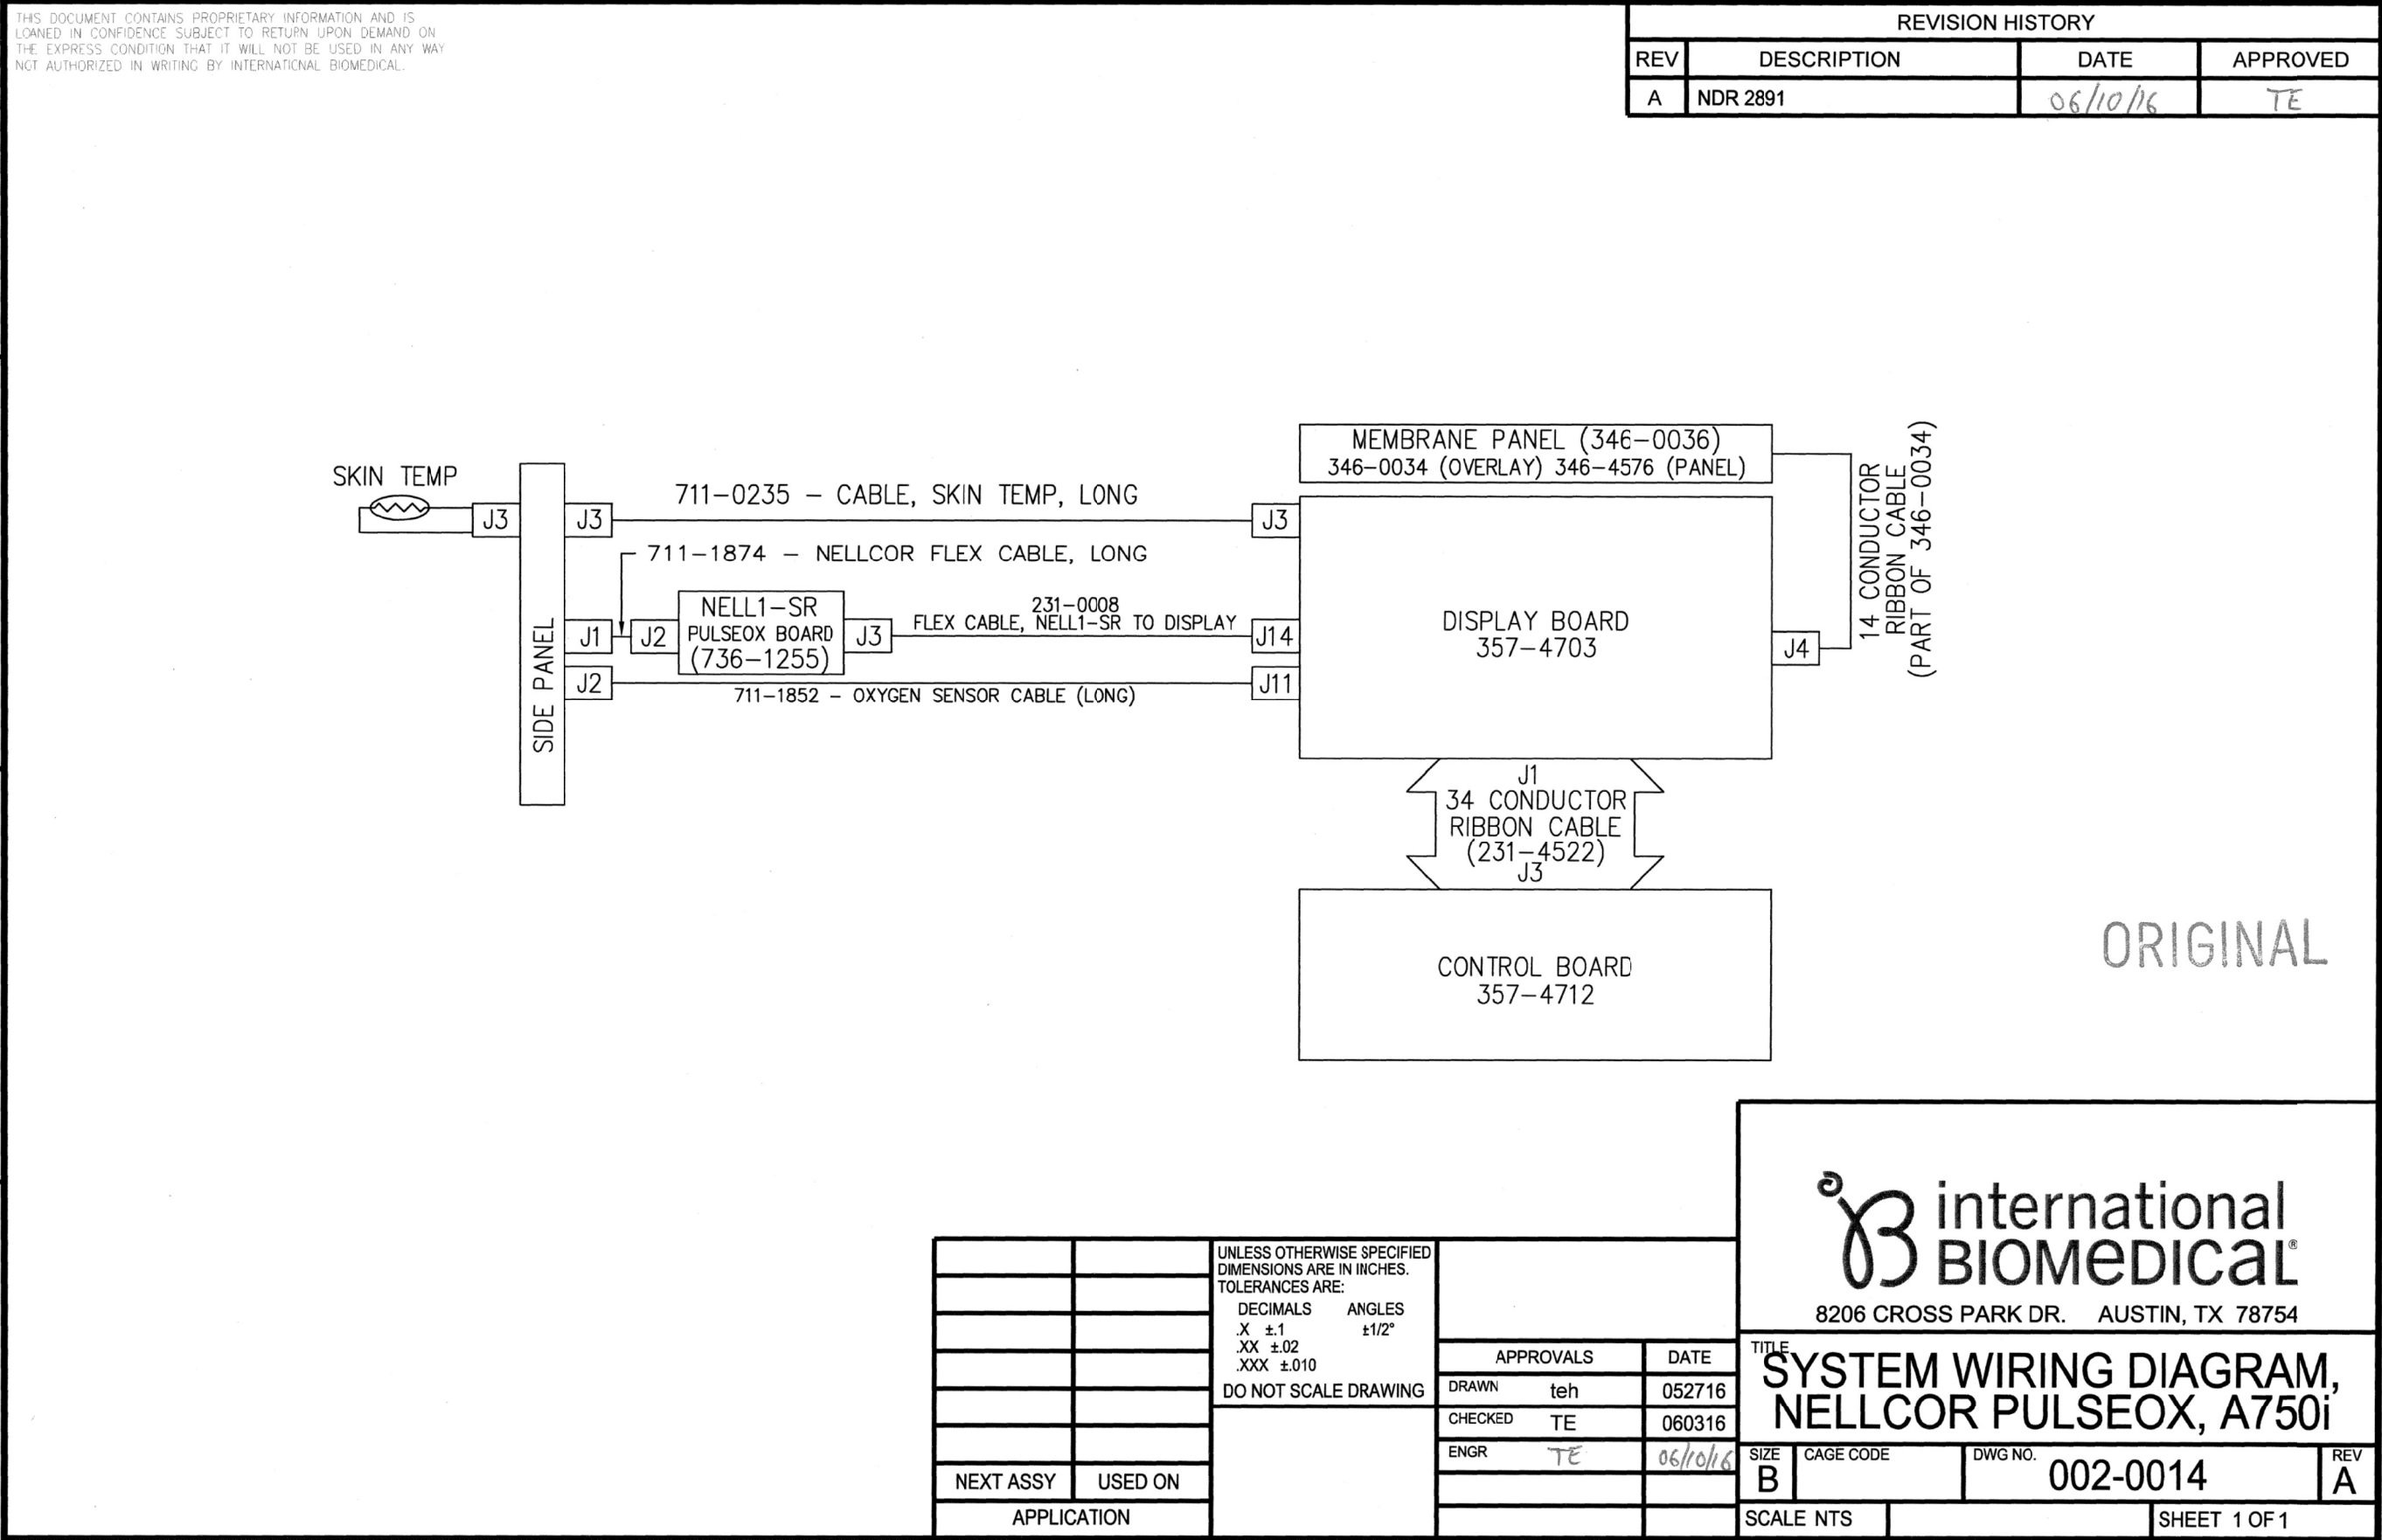 THIS DOCUMENT CONTAINS PROPRIETARY INFORMATION AND IS
LOANED IN CONFIDENCE SUBJECT TO RETURN UPON DEMAND ON
THE EXPRESS CONDITION THAT IT WILL NOT BE USED IN ANY WAY
NOT AUTHORIZED IN WRITING BY INTERNATIONAL BIOMEDICAL.
REVISION HISTORY
REV DESCRIPTION DATE APPROVED
A NDR 2891 06/10/16 TE
MEMBRANE PANEL (346-0036)
346-0034 (OVERLAY) 346-4576 (PANEL)
14 CONDUCTOR
RIBBON CABLE
(PART OF 346-0034)
SKIN TEMP
J3
SIDE PANEL
J3
711-0235 - CABLE, SKIN TEMP, LONG
J3
711-1874 - NELLCOR FLEX CABLE, LONG
J1
J2
NELL1-SR
PULSEOX BOARD
(736-1255)
J3
231-0008
FLEX CABLE, NELL1-SR TO DISPLAY
J14
J2
711-1852 - OXYGEN SENSOR CABLE (LONG)
J11
DISPLAY BOARD
357-4703
J4
J1
34 CONDUCTOR
RIBBON CABLE
(231-4522)
J3
CONTROL BOARD
357-4712
ORIGINAL
NEXT ASSY USED ON
APPLICATION
UNLESS OTHERWISE SPECIFIED
DIMENSIONS ARE IN INCHES.
TOLERANCES ARE:
DECIMALS ANGLES
.X ±.1 ±1/2°
.XX ±.02
.XXX ±.010
DO NOT SCALE DRAWING
APPROVALS DATE
DRAWN teh 052716
CHECKED TE 060316
ENGR TE 06/10/16
international
BIOMeDICaL®
8206 CROSS PARK DR. AUSTIN, TX 78754
TITLE
SYSTEM WIRING DIAGRAM,
NELLCOR PULSEOX, A750i
SIZE CAGE CODE DWG NO. REV
B 002-0014 A
SCALE NTS SHEET 1 OF 1